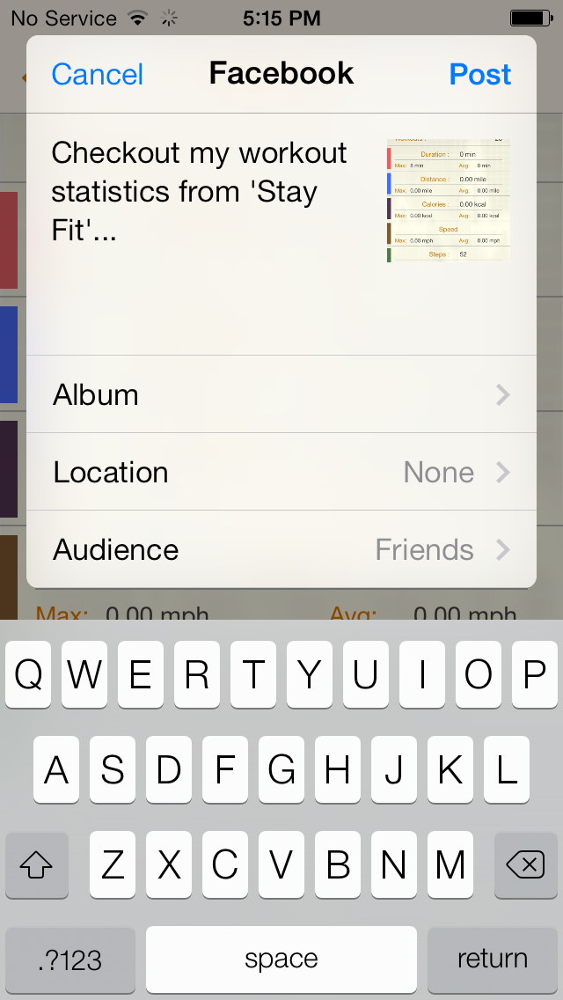 No Service 5:15 PM
Cancel Facebook Post
Checkout my workout
statistics from 'Stay
Fit'...
Duration : 0 min
Max: 8 min Avg: 0 min
Distance : 0.00 mile
Max: 0.00 mile Avg: 0.00 mile
Calories : 0.00 kcal
Max: 0.00 kcal Avg: 0.00 kcal
Speed
Max: 0.00 mph Avg: 0.00 mph
Steps : 52
Album
Location None
Audience Friends
Max: 0.00 mph Avg: 0.00 mph
Q W E R T Y U I O P
A S D F G H J K L
Z X C V B N M
.?123 space return